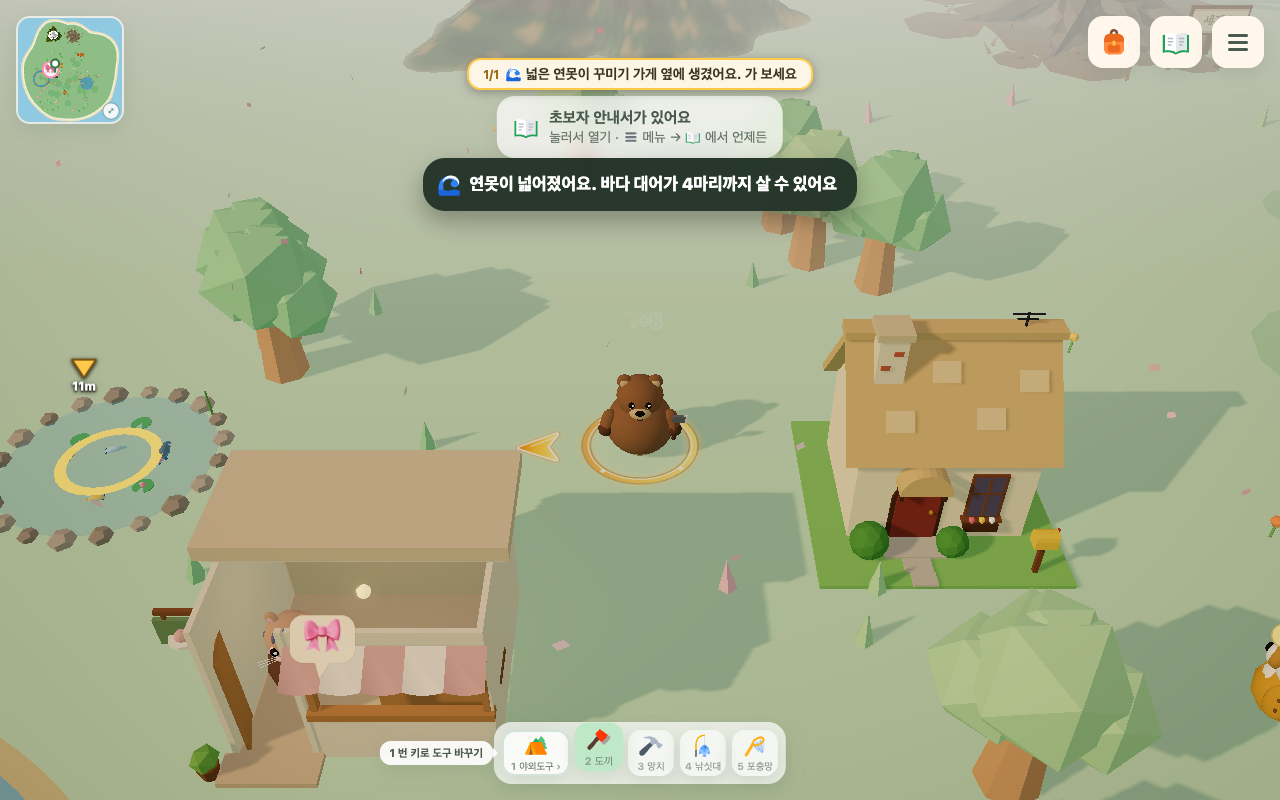 1/1 🌊 넓은 연못이 꾸미기 가게 옆에 생겼어요. 가 보세요
초보자 안내서가 있어요
눌러서 열기 · ☰ 메뉴 → 📖 에서 언제든
🌊 연못이 넓어졌어요. 바다 대어가 4마리까지 살 수 있어요
11m
1 번 키로 도구 바꾸기
1 야외도구 ›
2 도끼
3 망치
4 낚싯대
5 포충망